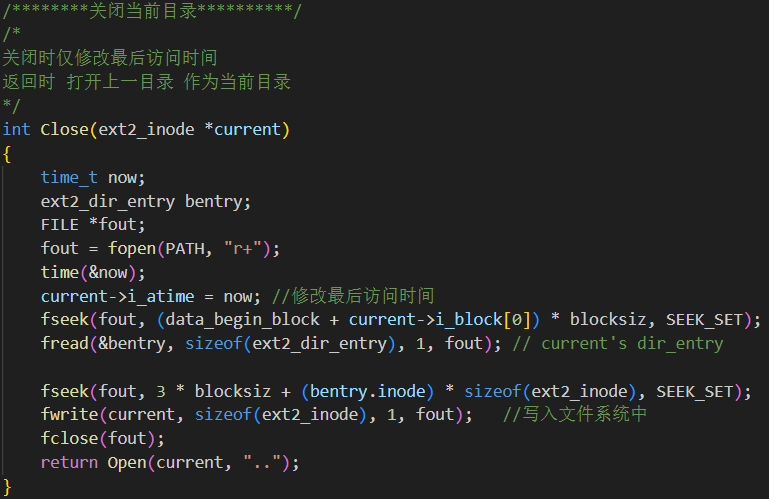 /********关闭当前目录**********/
/*
关闭时仅修改最后访问时间
返回时 打开上一目录 作为当前目录
*/
int Close(ext2_inode *current)
{
    time_t now;
    ext2_dir_entry bentry;
    FILE *fout;
    fout = fopen(PATH, "r+");
    time(&now);
    current->i_atime = now; //修改最后访问时间
    fseek(fout, (data_begin_block + current->i_block[0]) * blocksiz, SEEK_SET);
    fread(&bentry, sizeof(ext2_dir_entry), 1, fout); // current's dir_entry

    fseek(fout, 3 * blocksiz + (bentry.inode) * sizeof(ext2_inode), SEEK_SET);
    fwrite(current, sizeof(ext2_inode), 1, fout);   //写入文件系统中
    fclose(fout);
    return Open(current, "..");
}